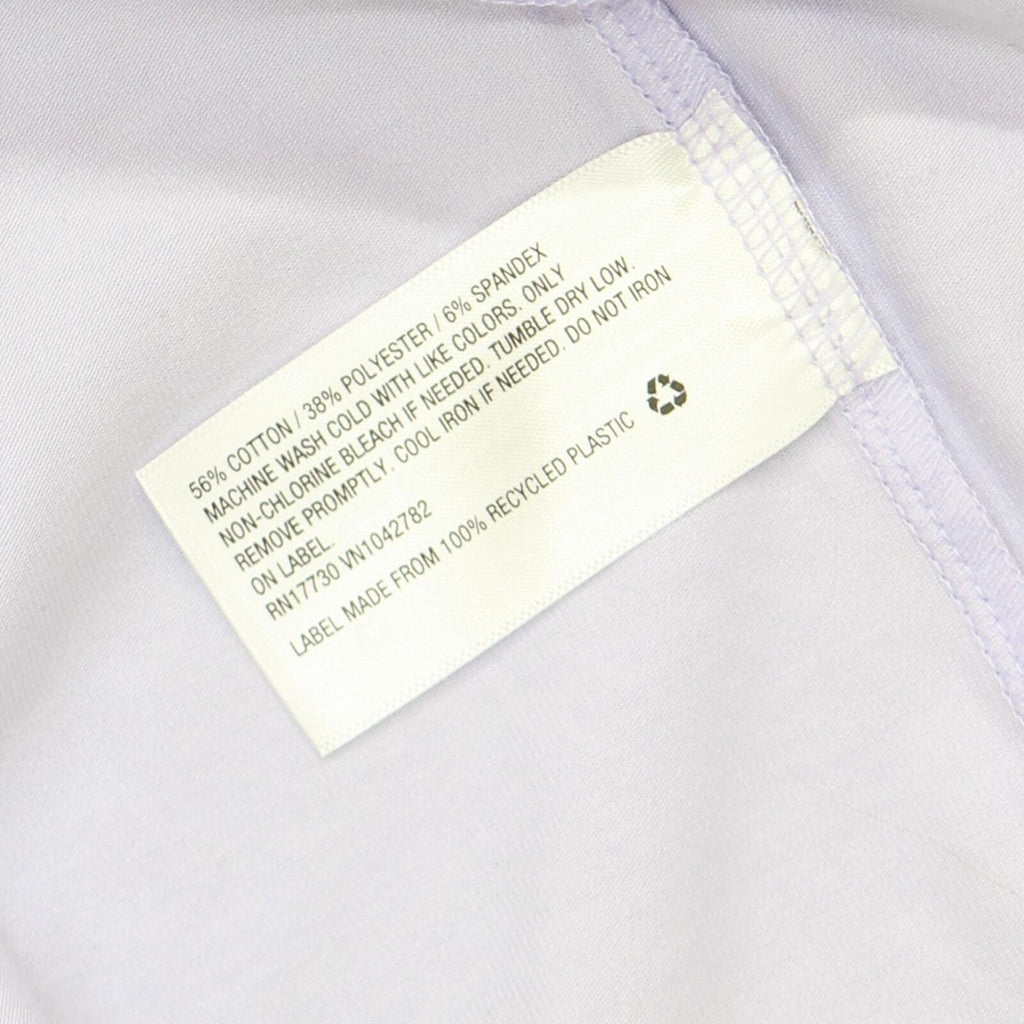 56% COTTON / 38% POLYESTER / 6% SPANDEX
MACHINE WASH COLD WITH LIKE COLORS. ONLY
NON-CHLORINE BLEACH IF NEEDED. TUMBLE DRY LOW.
REMOVE PROMPTLY. COOL IRON IF NEEDED. DO NOT IRON
ON LABEL.
RN17730 VN1042782
LABEL MADE FROM 100% RECYCLED PLASTIC